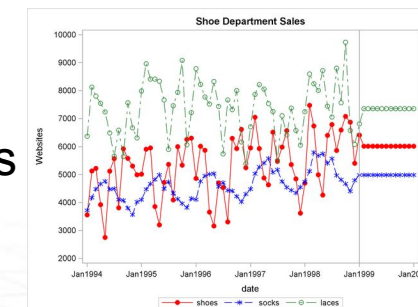 Shoe Department Sales
s
Websites
10000
9000
8000
7000
6000
5000
4000
3000
2000
Jan1994 Jan1995 Jan1996 Jan1997 Jan1998 Jan1999 Jan20
date
shoes socks laces